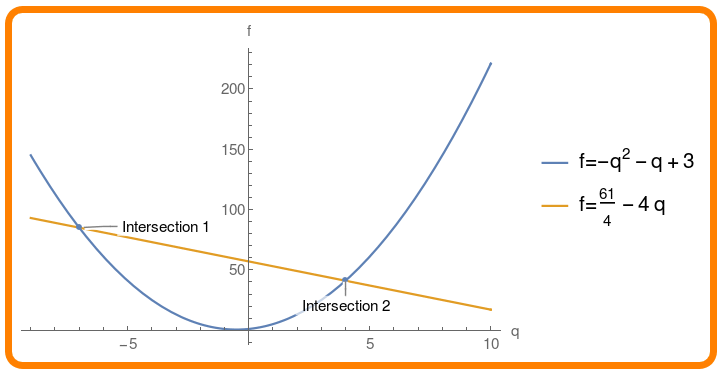 f
200
150
100
50
−5
5
10
q
Intersection 1
Intersection 2
f=−q² − q + 3
f=61/4 − 4 q